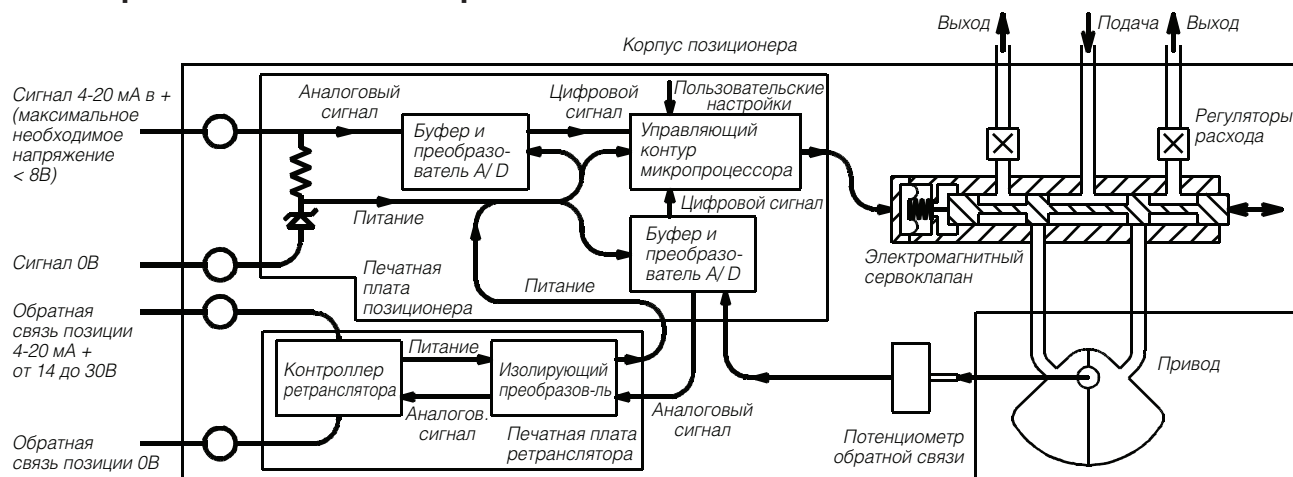 Выход
Подача
Выход
Корпус позиционера
Сигнал 4-20 мА в +
(максимальное
необходимое
напряжение
< 8В)
Аналоговый
сигнал
Цифровой
сигнал
Пользовательские
настройки
Регуляторы
расхода
Буфер и
преобразо-
ватель A/ D
Управляющий
контур
микропроцессора
Питание
Цифровой сигнал
Буфер и
преобразо-
ватель A/ D
Электромагнитный
сервоклапан
Сигнал 0В
Печатная
плата
позиционера
Питание
Обратная
связь позиции
4-20 мА +
от 14 до 30В
Контроллер
ретранслятора
Питание
Изолирующий
преобразов-ль
Аналогов.
сигнал
Аналоговый
сигнал
Привод
Печатная плата
ретранслятора
Потенциометр
обратной связи
Обратная
связь позиции 0В